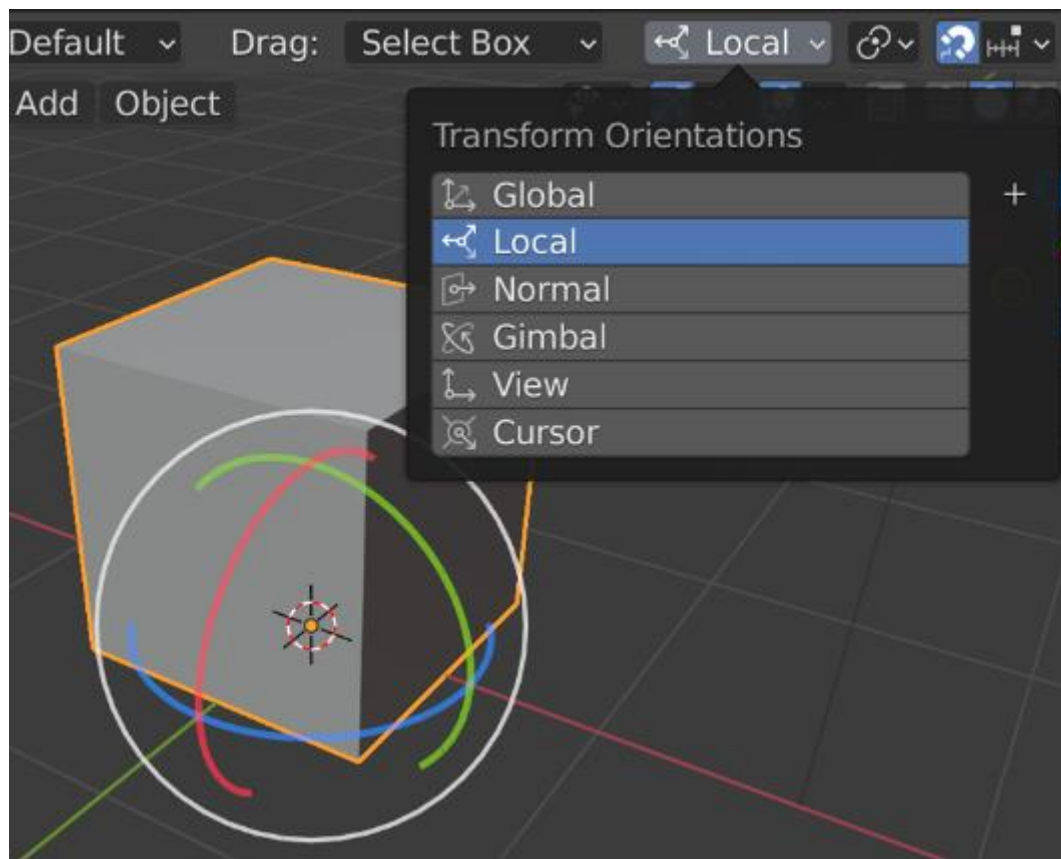 Default Drag: Select Box Local
Add Object
Transform Orientations
Global
Local
Normal
Gimbal
View
Cursor